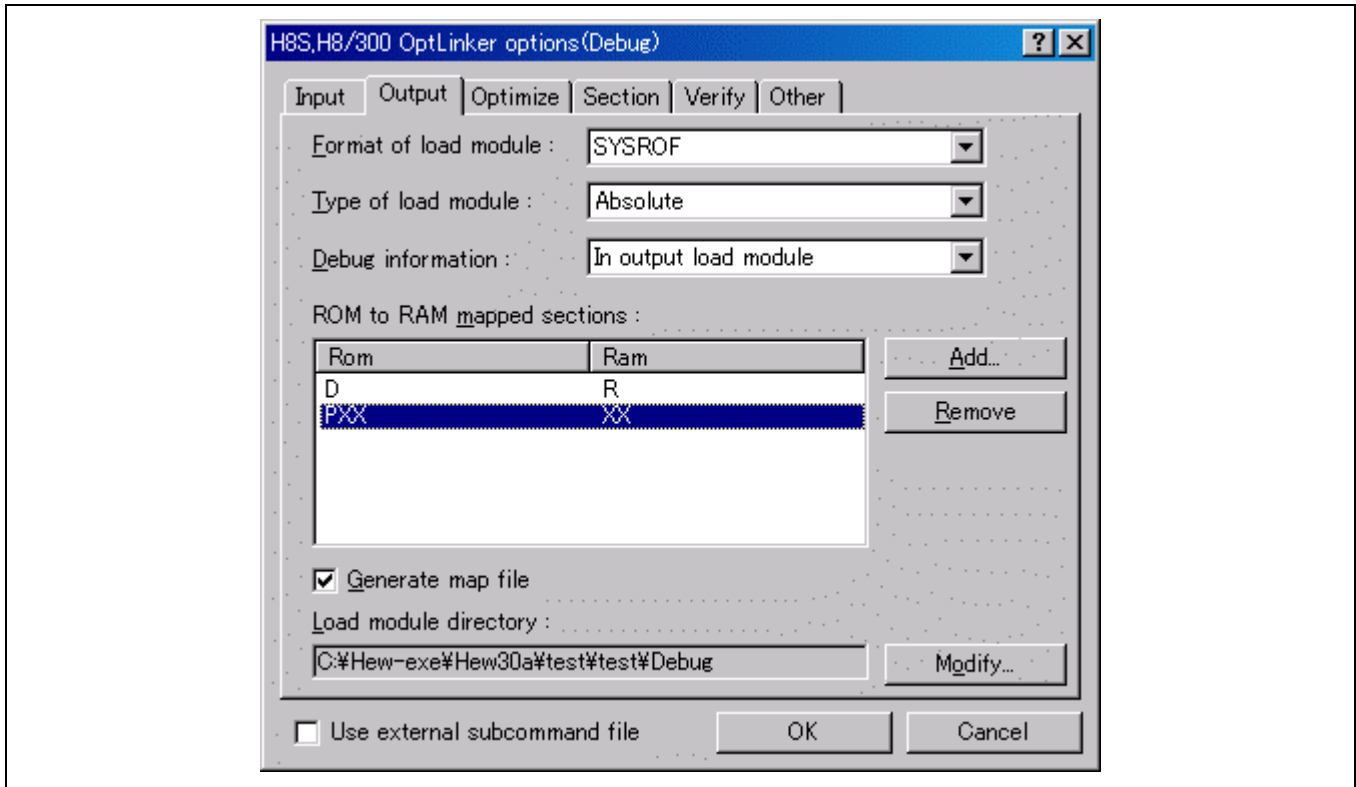 H8S,H8/300 OptLinker options(Debug)
Input Output Optimize Section Verify Other
Format of load module : SYSROF
Type of load module : Absolute
Debug information : In output load module
ROM to RAM mapped sections :
Rom Ram Add...
D R
PXX XX Remove
Generate map file
Load module directory :
C:¥Hew-exe¥Hew30a¥test¥test¥Debug Modify...
Use external subcommand file OK Cancel